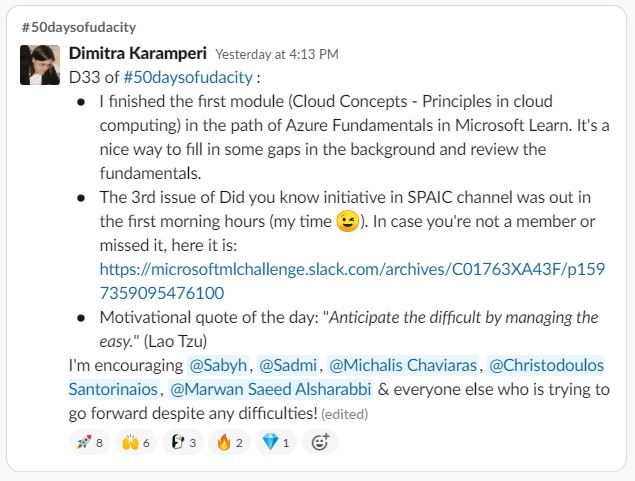 #50daysofudacity
Dimitra Karamperi Yesterday at 4:13 PM
D33 of #50daysofudacity :
• I finished the first module (Cloud Concepts - Principles in cloud
computing) in the path of Azure Fundamentals in Microsoft Learn. It's a
nice way to fill in some gaps in the background and review the
fundamentals.
• The 3rd issue of Did you know initiative in SPAIC channel was out in
the first morning hours (my time 😉). In case you're not a member or
missed it, here it is:
https://microsoftmlchallenge.slack.com/archives/C01763XA43F/p159
7359095476100
• Motivational quote of the day: "Anticipate the difficult by managing the
easy." (Lao Tzu)
I'm encouraging @Sabyh, @Sadmi, @Michalis Chaviaras, @Christodoulos
Santorinaios, @Marwan Saeed Alsharabbi & everyone else who is trying to
go forward despite any difficulties! (edited)
🚀 8 🙌 6 🐧 3 🔥 2 💎 1